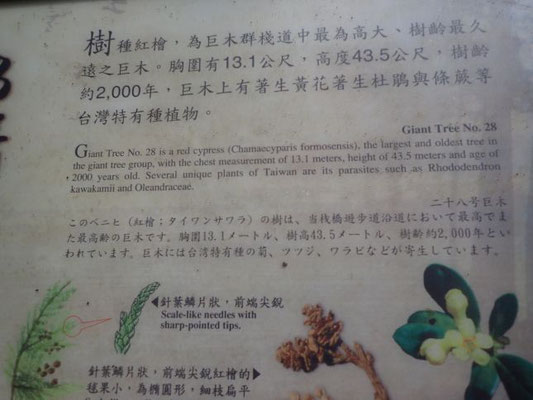 樹種紅檜，為巨木群棧道中最為高大、樹齡最久
遠之巨木。胸圍有13.1公尺，高度43.5公尺，樹齡
約2,000年，巨木上有著生黃花著生杜鵑與條蕨等
台灣特有種植物。
Giant Tree No. 28
Giant Tree No. 28 is a red cypress (Chamaecyparis formosensis), the largest and oldest tree in
the giant tree group, with the chest measurement of 13.1 meters, height of 43.5 meters and age of
2000 years old. Several unique plants of Taiwan are its parasites such as Rhododendron
kawakamii and Oleandraceaé.
二十八号巨木
このベニヒ（紅檜；タイワンサワラ）の樹は、当桟橋遊歩道沿道において最高でま
た最高齢の巨木です。胸囲13.1メートル、樹高43.5メートル、樹齢約2,000年とい
われています。巨木には台湾特有種の菊、ツツジ、ワラビなどが寄生しています。
◀針葉鱗片狀，前端尖銳
Scale-like needles with
sharp-pointed tips.
針葉鱗片狀，前端尖銳紅檜的▶
毬果小，為橢圓形，細枝扁平